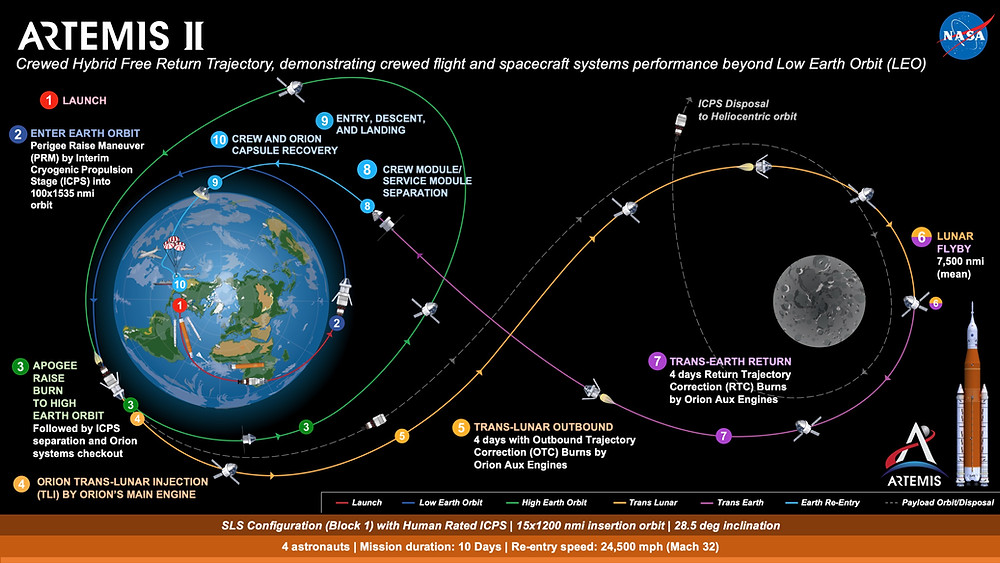 ARTEMIS II
NASA
Crewed Hybrid Free Return Trajectory, demonstrating crewed flight and spacecraft systems performance beyond Low Earth Orbit (LEO)
1 LAUNCH
2 ENTER EARTH ORBIT
Perigee Raise Maneuver
(PRM) by Interim
Cryogenic Propulsion
Stage (ICPS) into
100x1535 nmi
orbit
9 ENTRY, DESCENT,
AND LANDING
10 CREW AND ORION
CAPSULE RECOVERY
8 CREW MODULE/
SERVICE MODULE
SEPARATION
ICPS Disposal
to Heliocentric orbit
9
8
10
1
2
6 LUNAR
FLYBY
7,500 nmi
(mean)
6
3 APOGEE
RAISE
BURN
TO HIGH
EARTH ORBIT
Followed by ICPS
separation and Orion
systems checkout
3
4
3
5
7 TRANS-EARTH RETURN
4 days Return Trajectory
Correction (RTC) Burns
by Orion Aux Engines
7
5 TRANS-LUNAR OUTBOUND
4 days with Outbound Trajectory
Correction (OTC) Burns by
Orion Aux Engines
4 ORION TRANS-LUNAR INJECTION
(TLI) BY ORION'S MAIN ENGINE
ARTEMIS
Launch
Low Earth Orbit
High Earth Orbit
Trans Lunar
Trans Earth
Earth Re-Entry
Payload Orbit/Disposal
SLS Configuration (Block 1) with Human Rated ICPS | 15x1200 nmi insertion orbit | 28.5 deg inclination
4 astronauts | Mission duration: 10 Days | Re-entry speed: 24,500 mph (Mach 32)